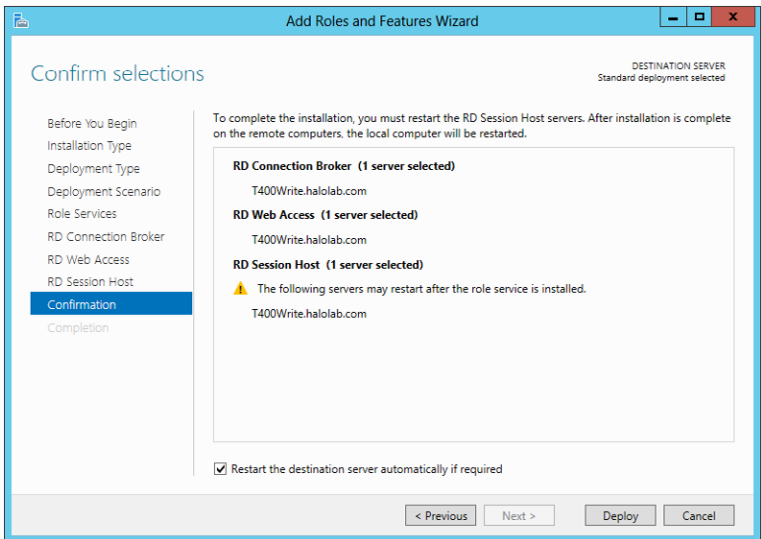 Add Roles and Features Wizard
Confirm selections
DESTINATION SERVER
Standard deployment selected
Before You Begin
Installation Type
Deployment Type
Deployment Scenario
Role Services
RD Connection Broker
RD Web Access
RD Session Host
Confirmation
Completion
To complete the installation, you must restart the RD Session Host servers. After installation is complete
on the remote computers, the local computer will be restarted.
RD Connection Broker (1 server selected)
T400Write.halolab.com
RD Web Access (1 server selected)
T400Write.halolab.com
RD Session Host (1 server selected)
The following servers may restart after the role service is installed.
T400Write.halolab.com
Restart the destination server automatically if required
< Previous
Next >
Deploy
Cancel